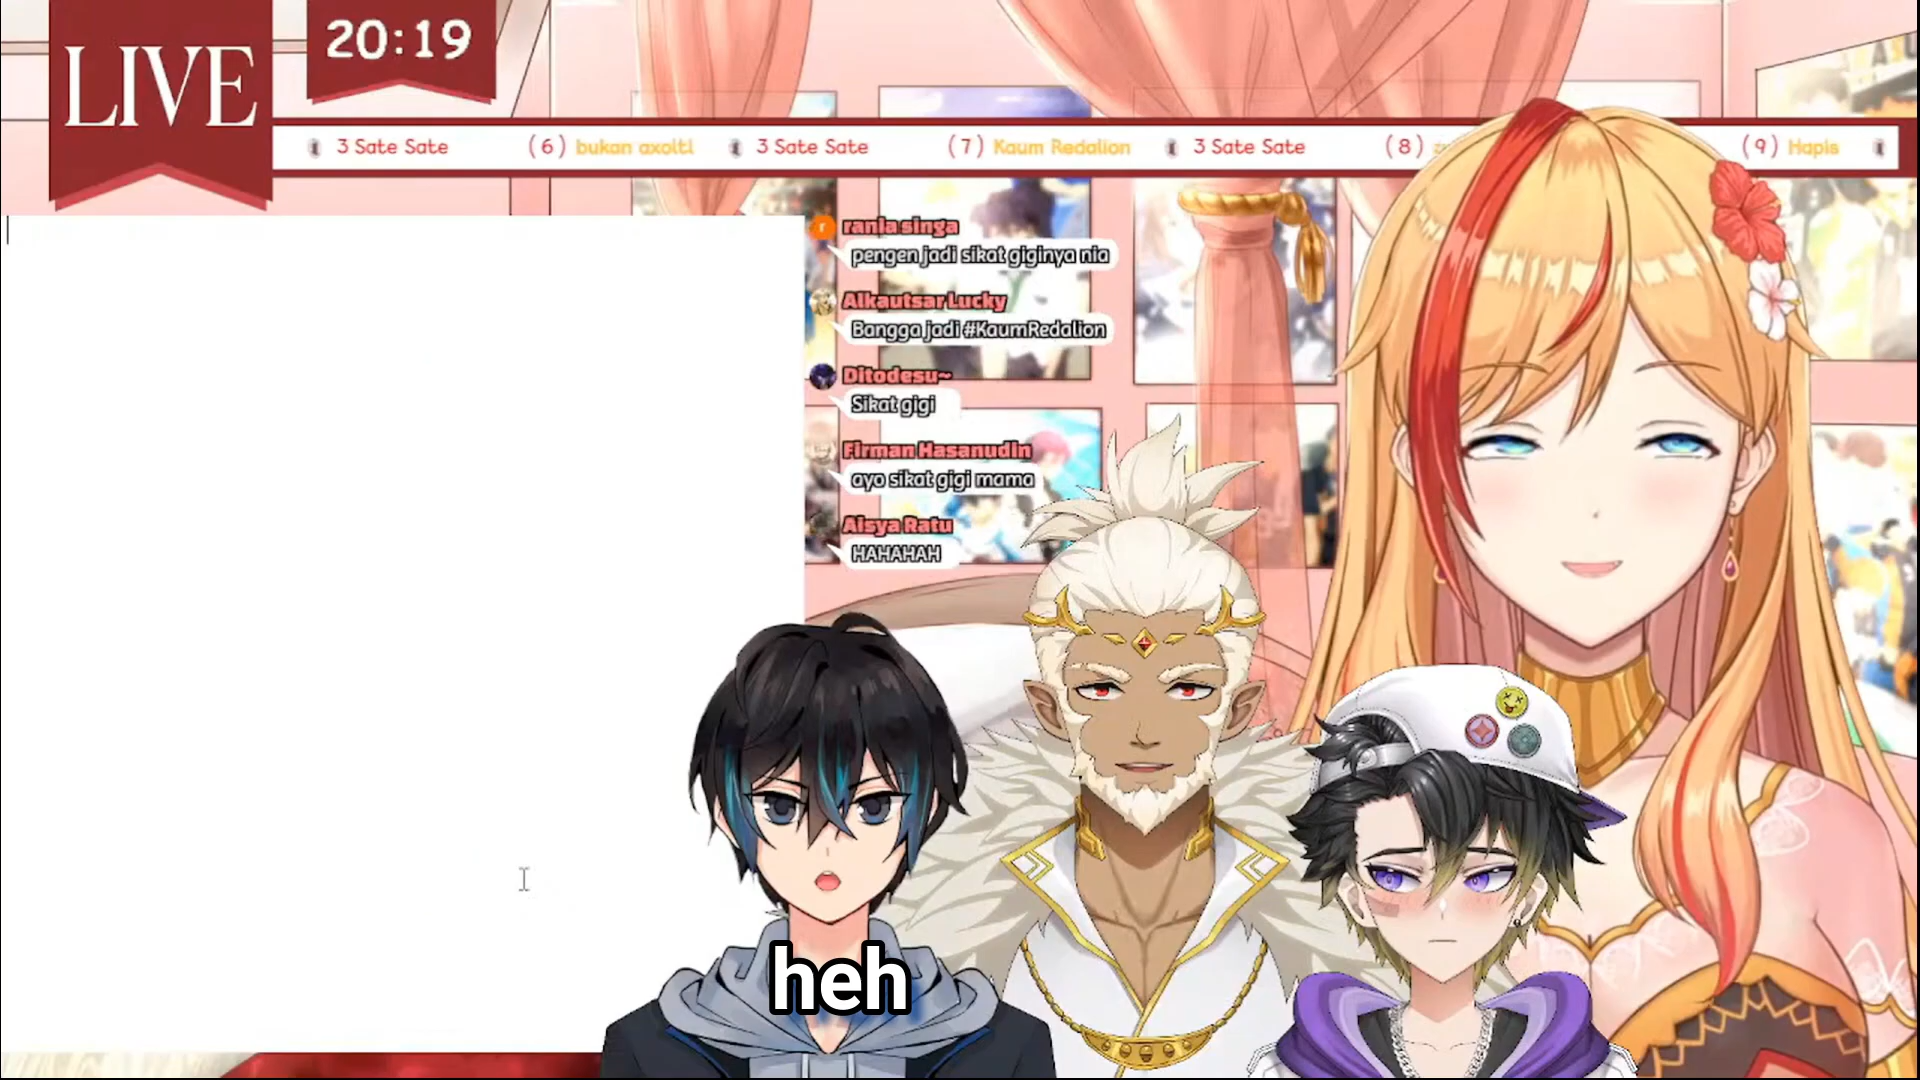 LIVE
20:19
3 Sate Sate (6) bukan axoltl 3 Sate Sate (7) Kaum Redalion 3 Sate Sate (8) (9) Hapis
rania singa
pengen jadi sikat giginya nia
Alkautsar Lucky
Bangga jadi #KaumRedalion
Ditodesu~
Sikat gigi
Firman Hasanudin
ayo sikat gigi mama
Aisya Ratu
HAHAHAH
heh